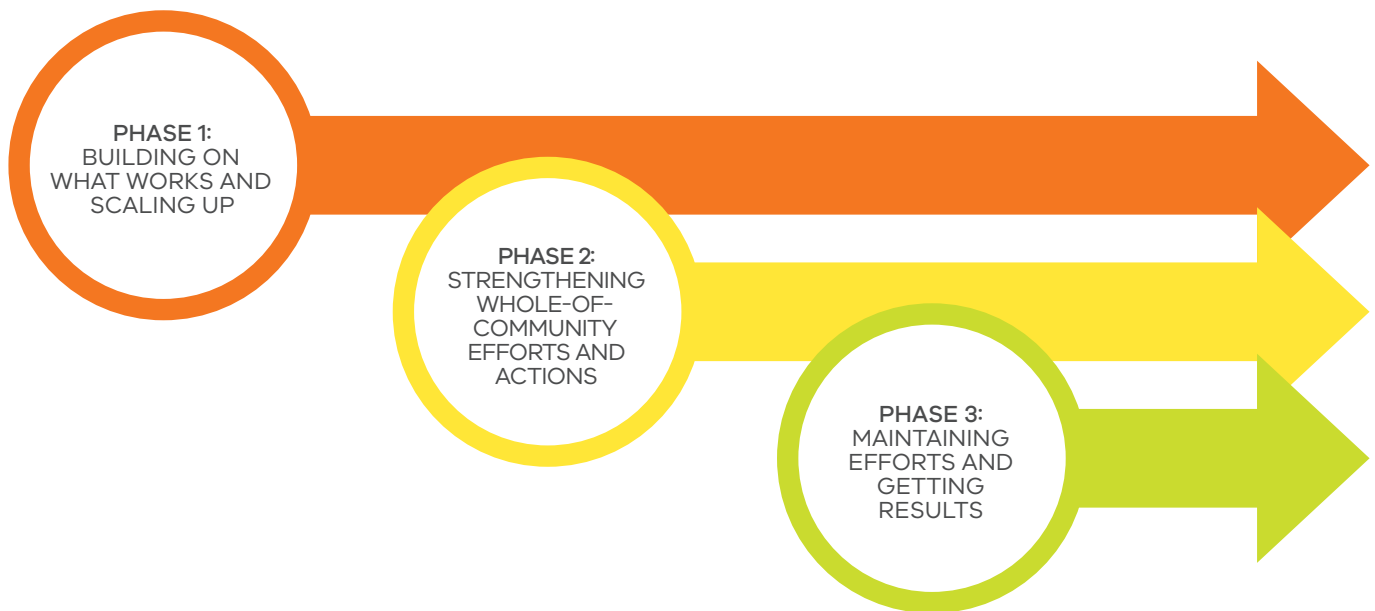 PHASE 1:
BUILDING ON
WHAT WORKS AND
SCALING UP
PHASE 2:
STRENGTHENING
WHOLE-OF-
COMMUNITY
EFFORTS AND
ACTIONS
PHASE 3:
MAINTAINING
EFFORTS AND
GETTING
RESULTS